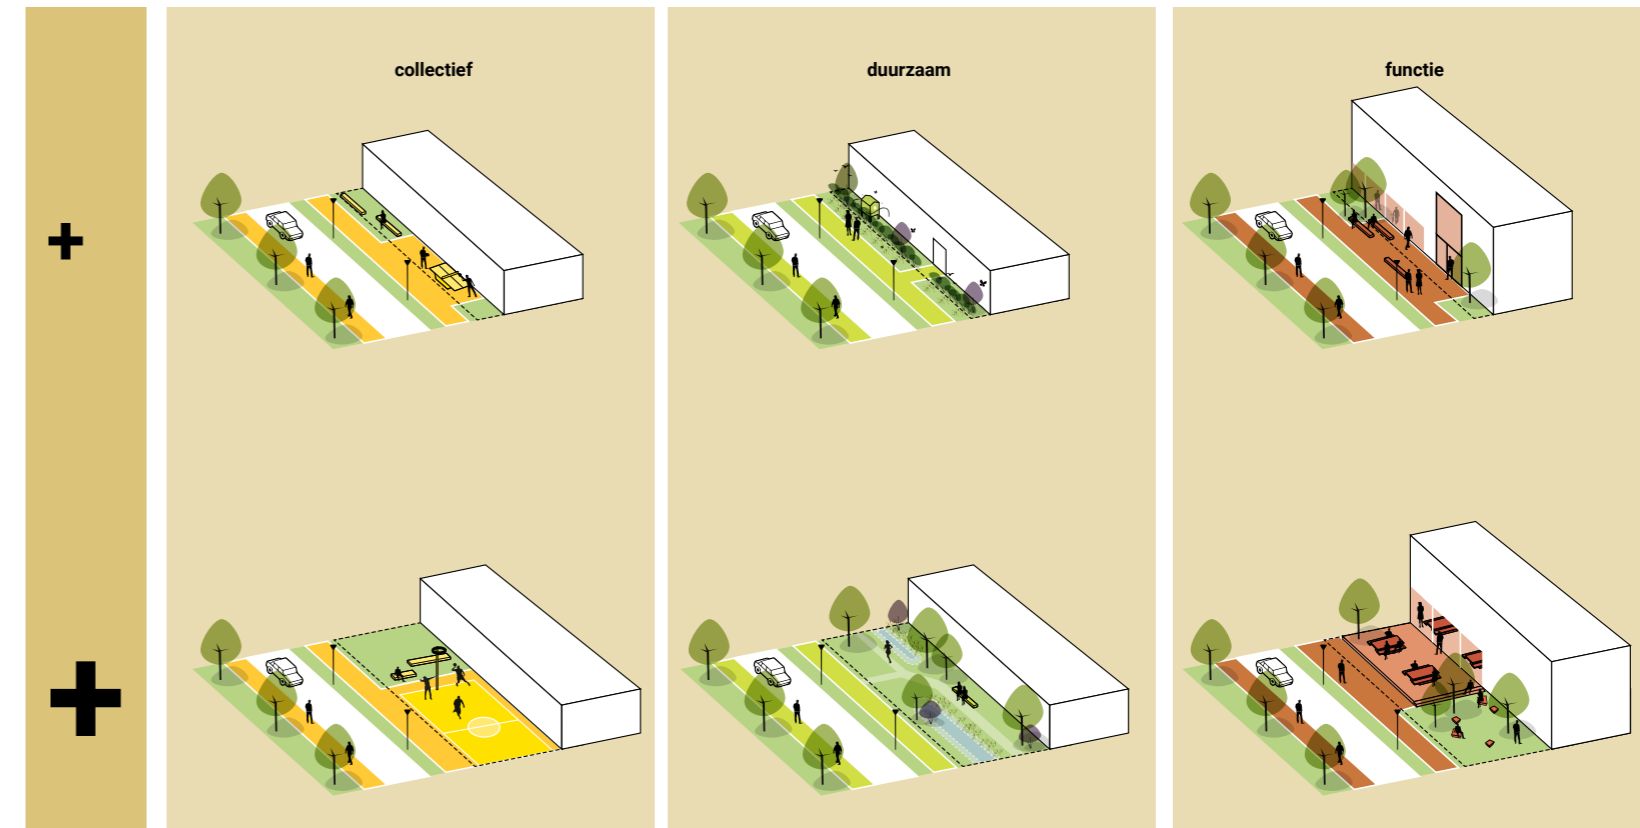 collectief
duurzaam
functie
+
+